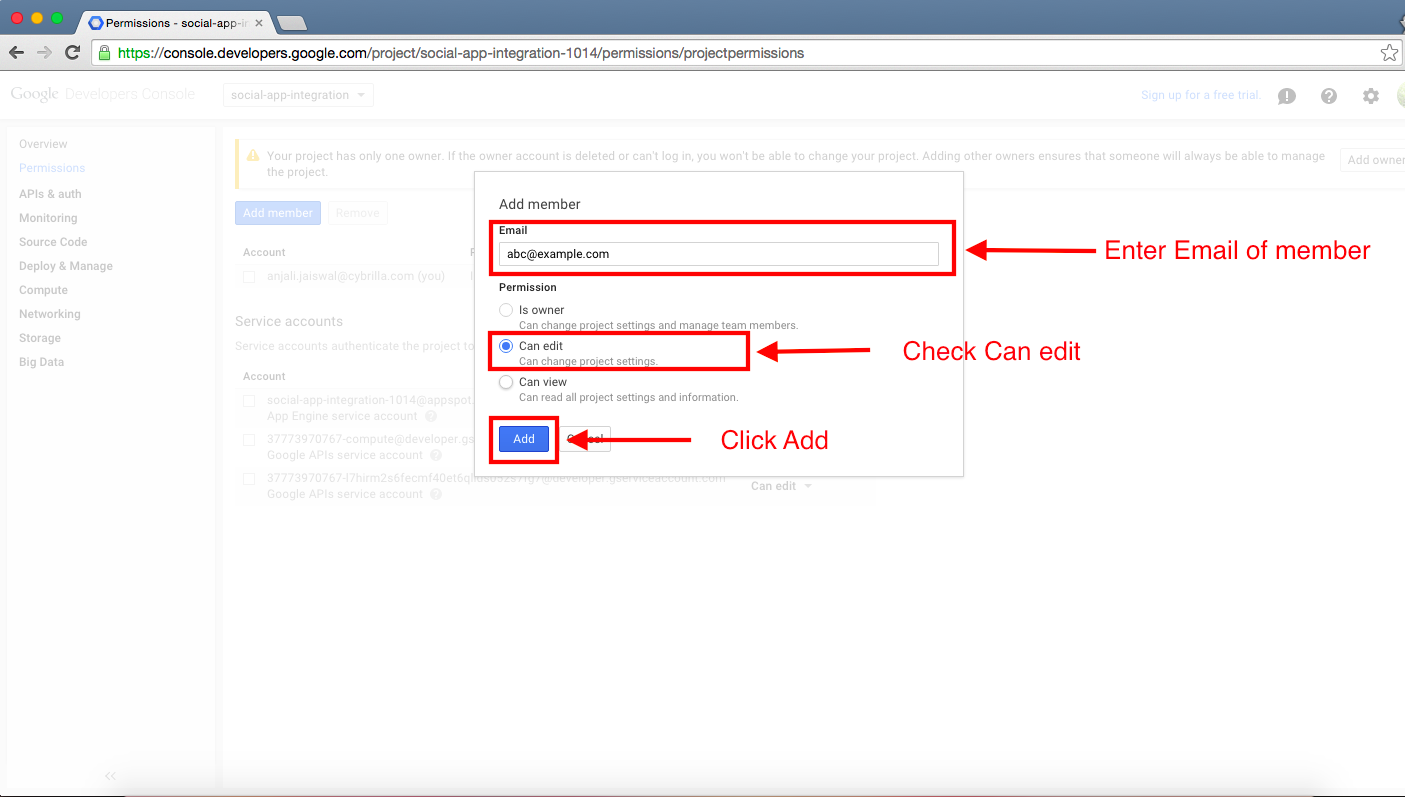 Permissions - social-app-in
https://console.developers.google.com/project/social-app-integration-1014/permissions/projectpermissions
Google Developers Console
social-app-integration
Sign up for a free trial.
Overview
Permissions
APIs & auth
Monitoring
Source Code
Deploy & Manage
Compute
Networking
Storage
Big Data
Your project has only one owner. If the owner account is deleted or can't log in, you won't be able to change your project. Adding other owners ensures that someone will always be able to manage
the project.
Add owner
Add member
Remove
Account
anjali.jaiswal@cybrilla.com (you)
Service accounts
Service accounts authenticate the project to
Account
social-app-integration-1014@appspot.
App Engine service account
37773970767-compute@developer.gs
Google APIs service account
Google APIs service account
Can edit
Add member
Email
abc@example.com
Permission
Is owner
Can change project settings and manage team members.
Can edit
Can change project settings.
Can view
Can read all project settings and information.
Add
Cancel
Enter Email of member
Check Can edit
Click Add